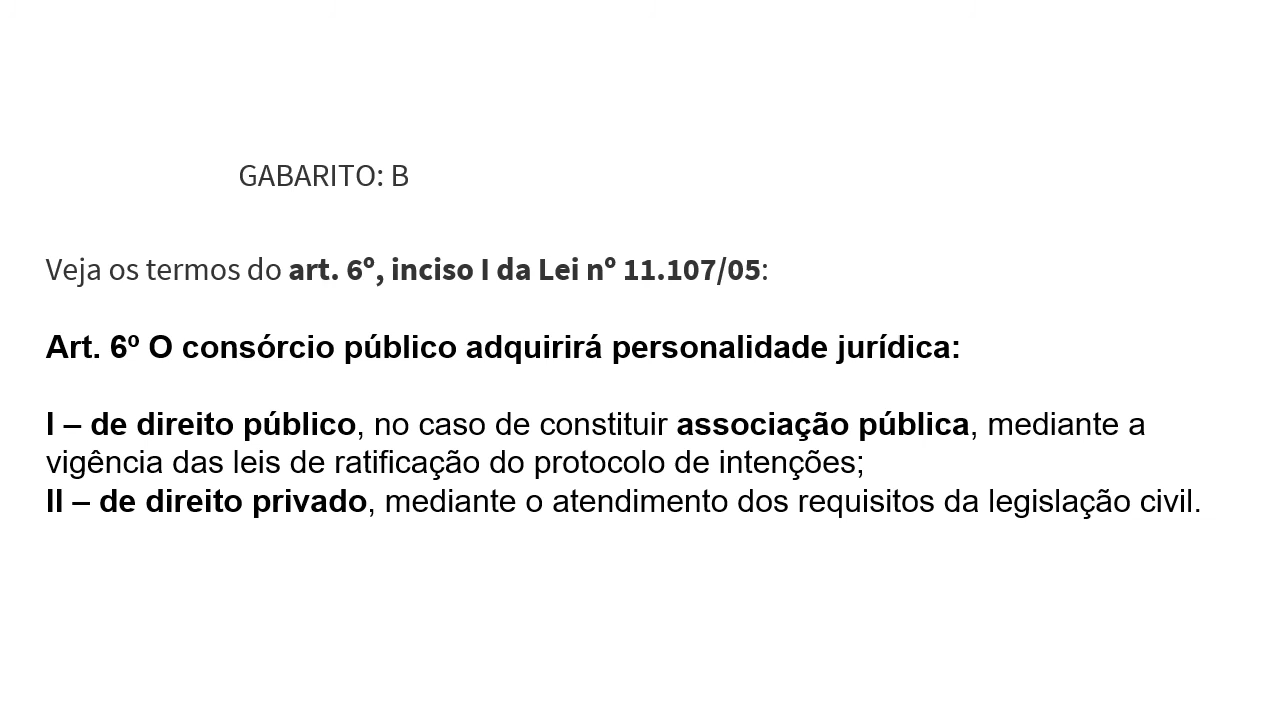 GABARITO: B
Veja os termos do art. 6º, inciso I da Lei nº 11.107/05:
Art. 6º O consórcio público adquirirá personalidade jurídica:
I – de direito público, no caso de constituir associação pública, mediante a
vigência das leis de ratificação do protocolo de intenções;
II – de direito privado, mediante o atendimento dos requisitos da legislação civil.